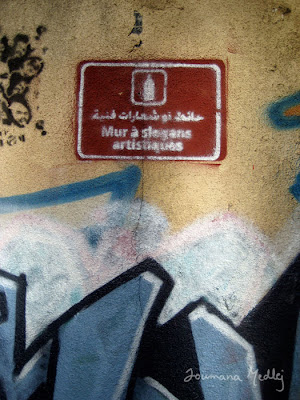 حائط ذو شعارات فنية
Mur à slogans
artistiques
Joumana Medlej